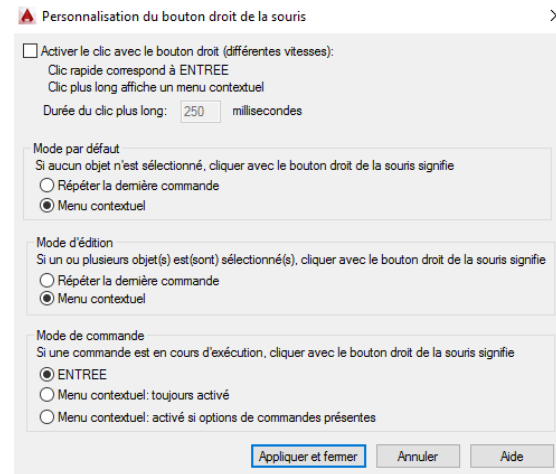 Personnalisation du bouton droit de la souris
Activer le clic avec le bouton droit (différentes vitesses):
Clic rapide correspond à ENTREE
Clic plus long affiche un menu contextuel
Durée du clic plus long: 250 millisecondes
Mode par défaut
Si aucun objet n'est sélectionné, cliquer avec le bouton droit de la souris signifie
Répéter la dernière commande
Menu contextuel
Mode d'édition
Si un ou plusieurs objet(s) est(sont) sélectionné(s), cliquer avec le bouton droit de la souris signifie
Répéter la dernière commande
Menu contextuel
Mode de commande
Si une commande est en cours d'exécution, cliquer avec le bouton droit de la souris signifie
ENTREE
Menu contextuel: toujours activé
Menu contextuel: activé si options de commandes présentes
Appliquer et fermer Annuler Aide